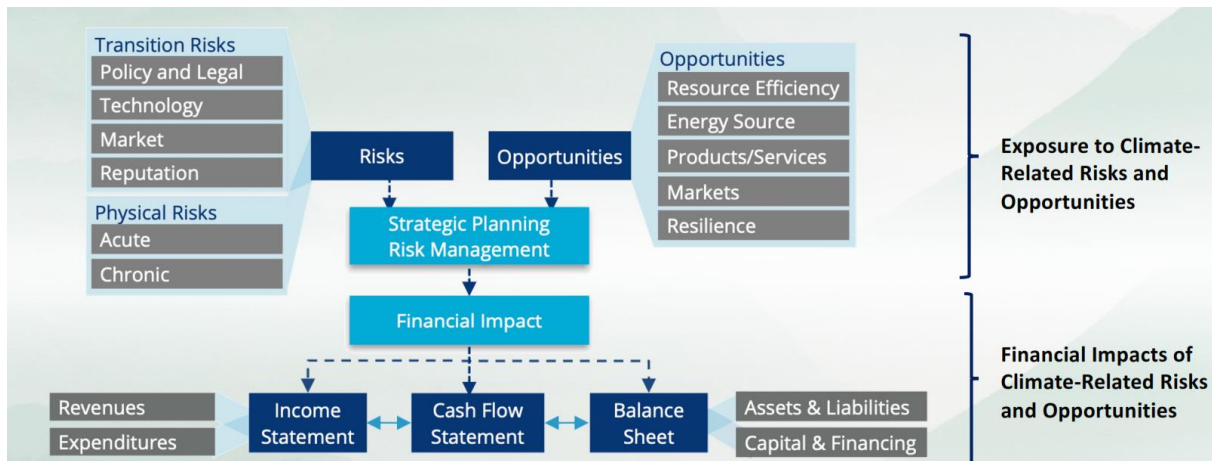 Transition Risks
Policy and Legal
Technology
Market
Reputation
Physical Risks
Acute
Chronic
Risks
Opportunities
Opportunities
Resource Efficiency
Energy Source
Products/Services
Markets
Resilience
Strategic Planning
Risk Management
Financial Impact
Exposure to Climate-
Related Risks and
Opportunities
Revenues
Expenditures
Income
Statement
Cash Flow
Statement
Balance
Sheet
Assets & Liabilities
Capital & Financing
Financial Impacts of
Climate-Related Risks
and Opportunities